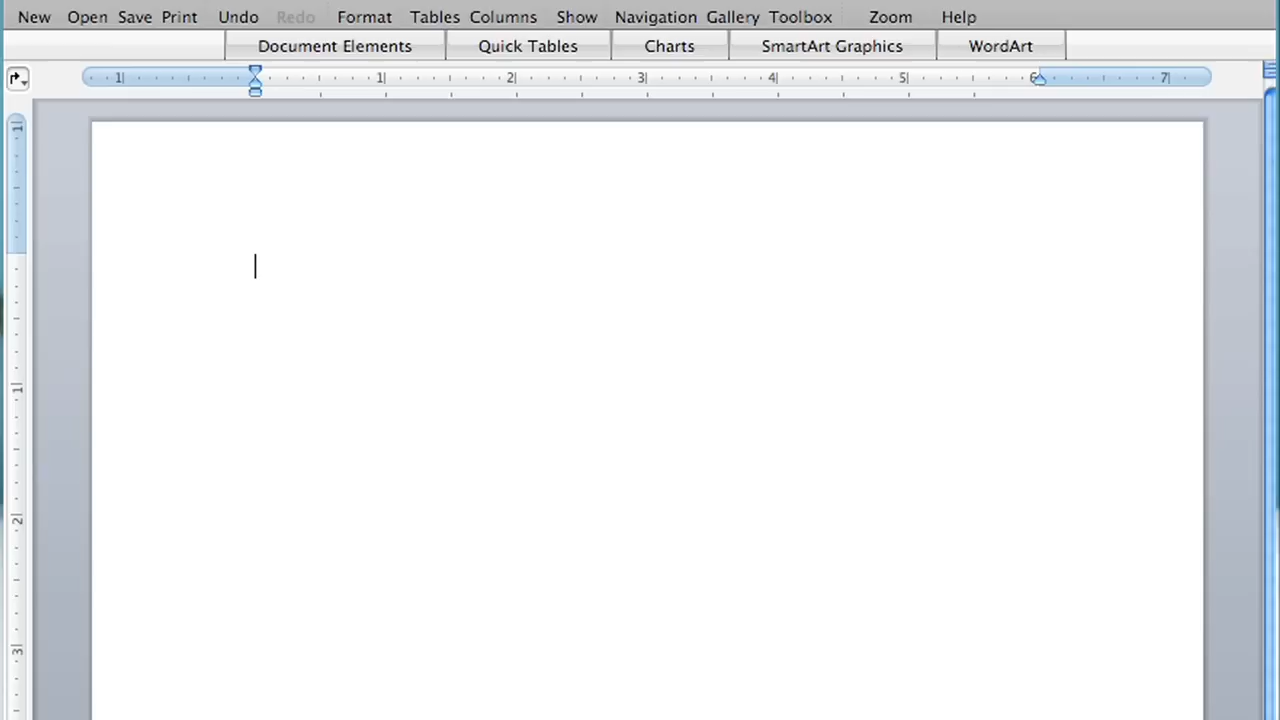 New Open Save Print Undo Redo Format Tables Columns Show Navigation Gallery Toolbox Zoom Help
Document Elements Quick Tables Charts SmartArt Graphics WordArt
1 1 2 3 4 5 6 7
1
1
2
3